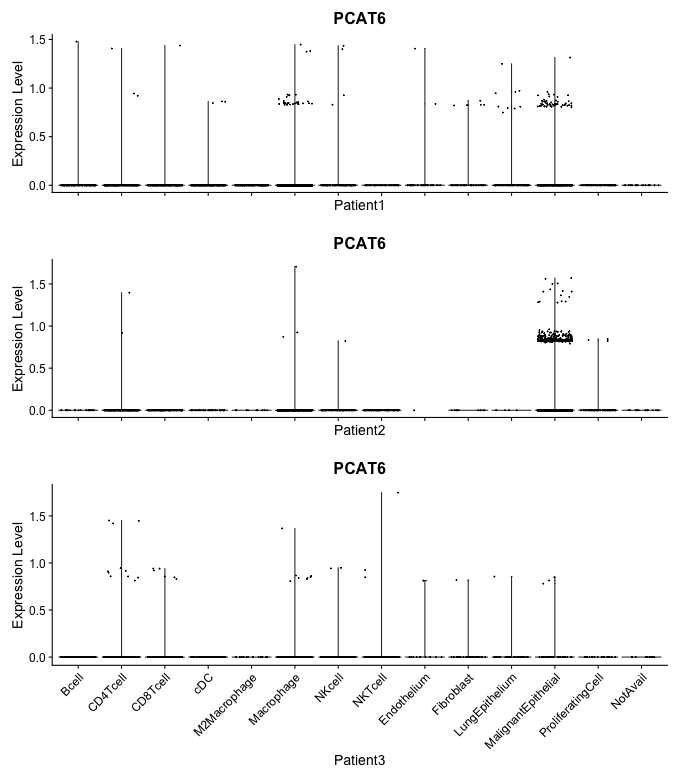 PCAT6
Expression Level
1.5
1.0
0.5
0.0
Patient1
PCAT6
Expression Level
1.5
1.0
0.5
0.0
Patient2
PCAT6
Expression Level
1.5
1.0
0.5
0.0
Bcell
CD4Tcell
CD8Tcell
cDC
M2Macrophage
Macrophage
NKcell
NKTcell
Endothelium
Fibroblast
LungEpithelium
MalignantEpithelial
ProliferatingCell
NotAvail
Patient3